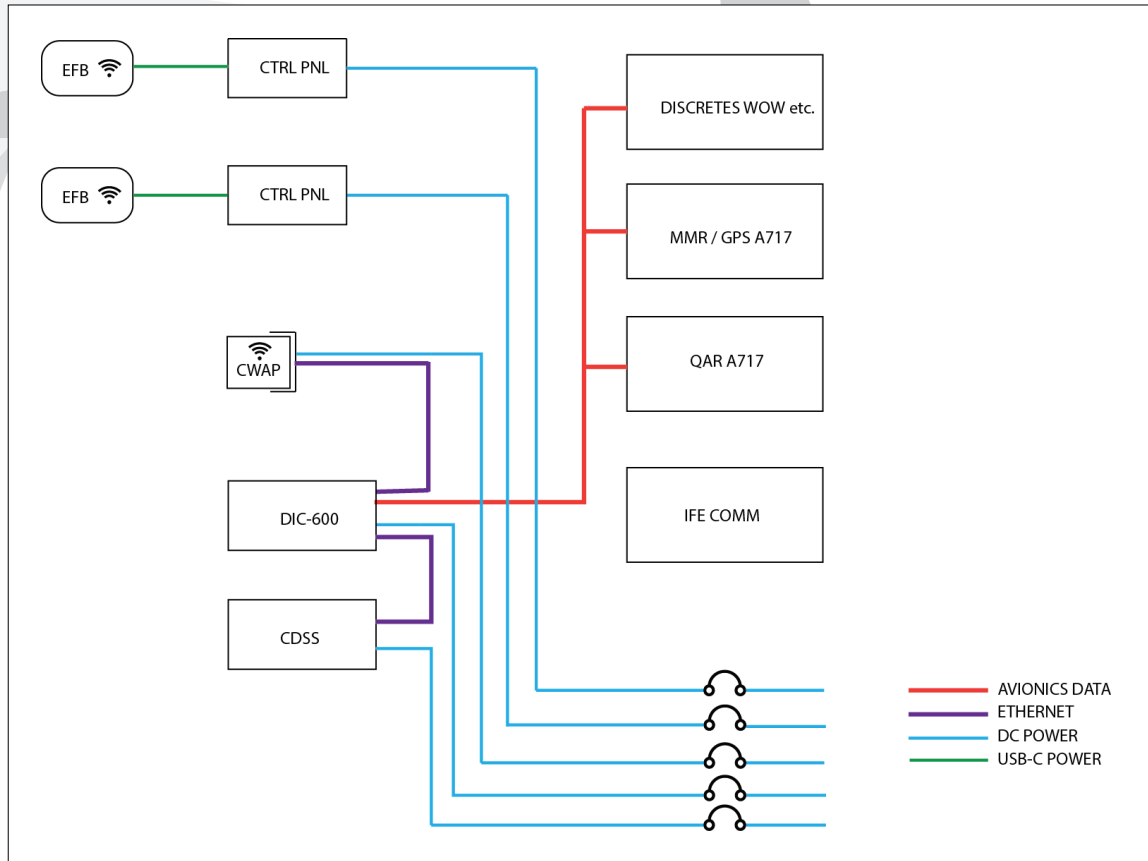 EFB
CTRL PNL
DISCRETES WOW etc.
EFB
CTRL PNL
MMR / GPS A717
QAR A717
CWAP
DIC-600
IFE COMM
CDSS
AVIONICS DATA
ETHERNET
DC POWER
USB-C POWER